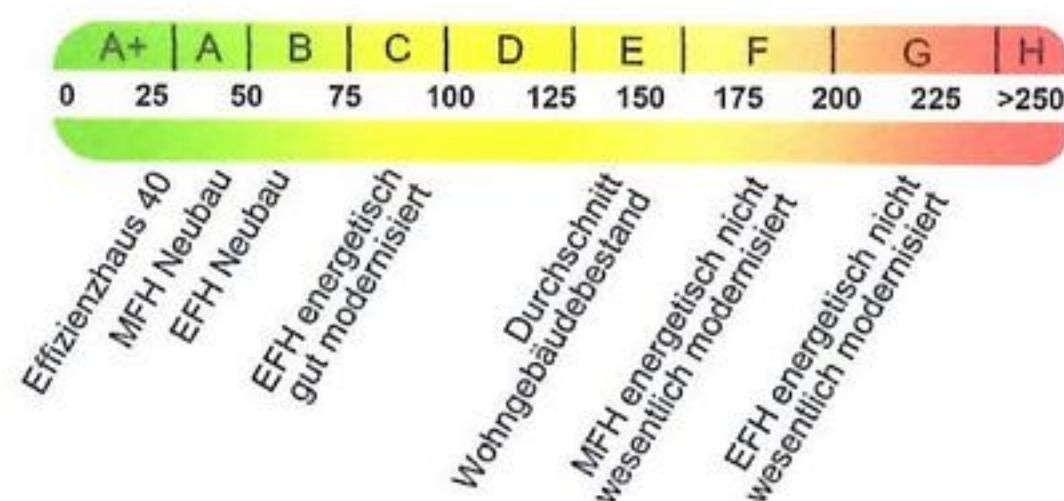 A+ A B C D E F G H
0 25 50 75 100 125 150 175 200 225 >250
Effizienzhaus 40
MFH Neubau
EFH Neubau
EFH energetisch
gut modernisiert
Durchschnitt
Wohngebäudebestand
MFH energetisch nicht
wesentlich modernisiert
EFH energetisch nicht
wesentlich modernisiert